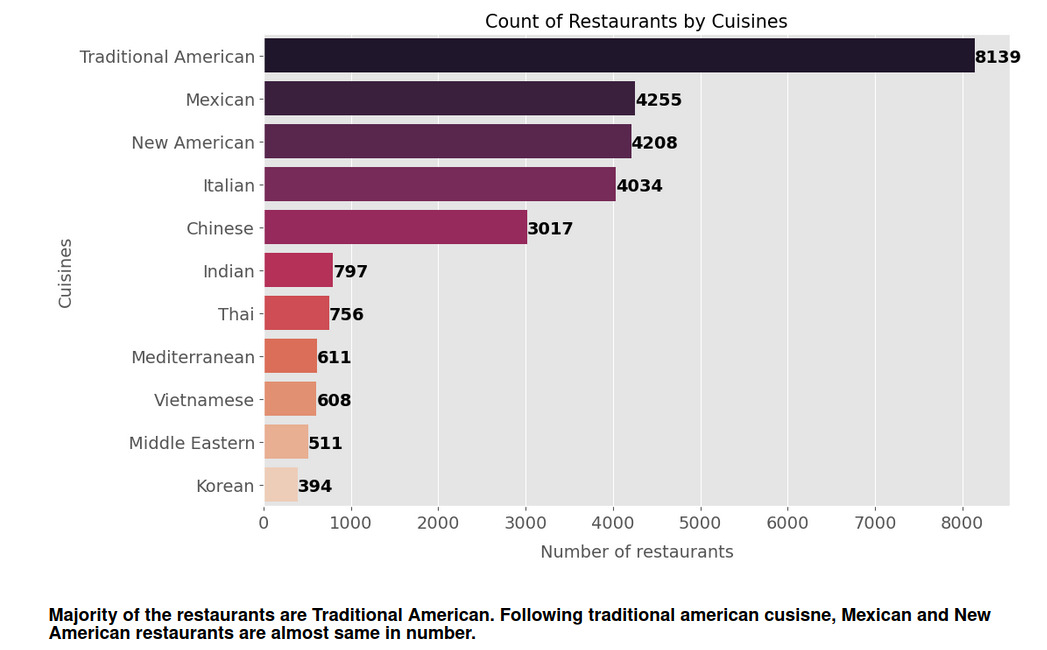 Count of Restaurants by Cuisines
Traditional American 8139
Mexican 4255
New American 4208
Italian 4034
Chinese 3017
Indian 797
Thai 756
Mediterranean 611
Vietnamese 608
Middle Eastern 511
Korean 394
Cuisines
0 1000 2000 3000 4000 5000 6000 7000 8000
Number of restaurants
Majority of the restaurants are Traditional American. Following traditional american cusisne, Mexican and New
American restaurants are almost same in number.